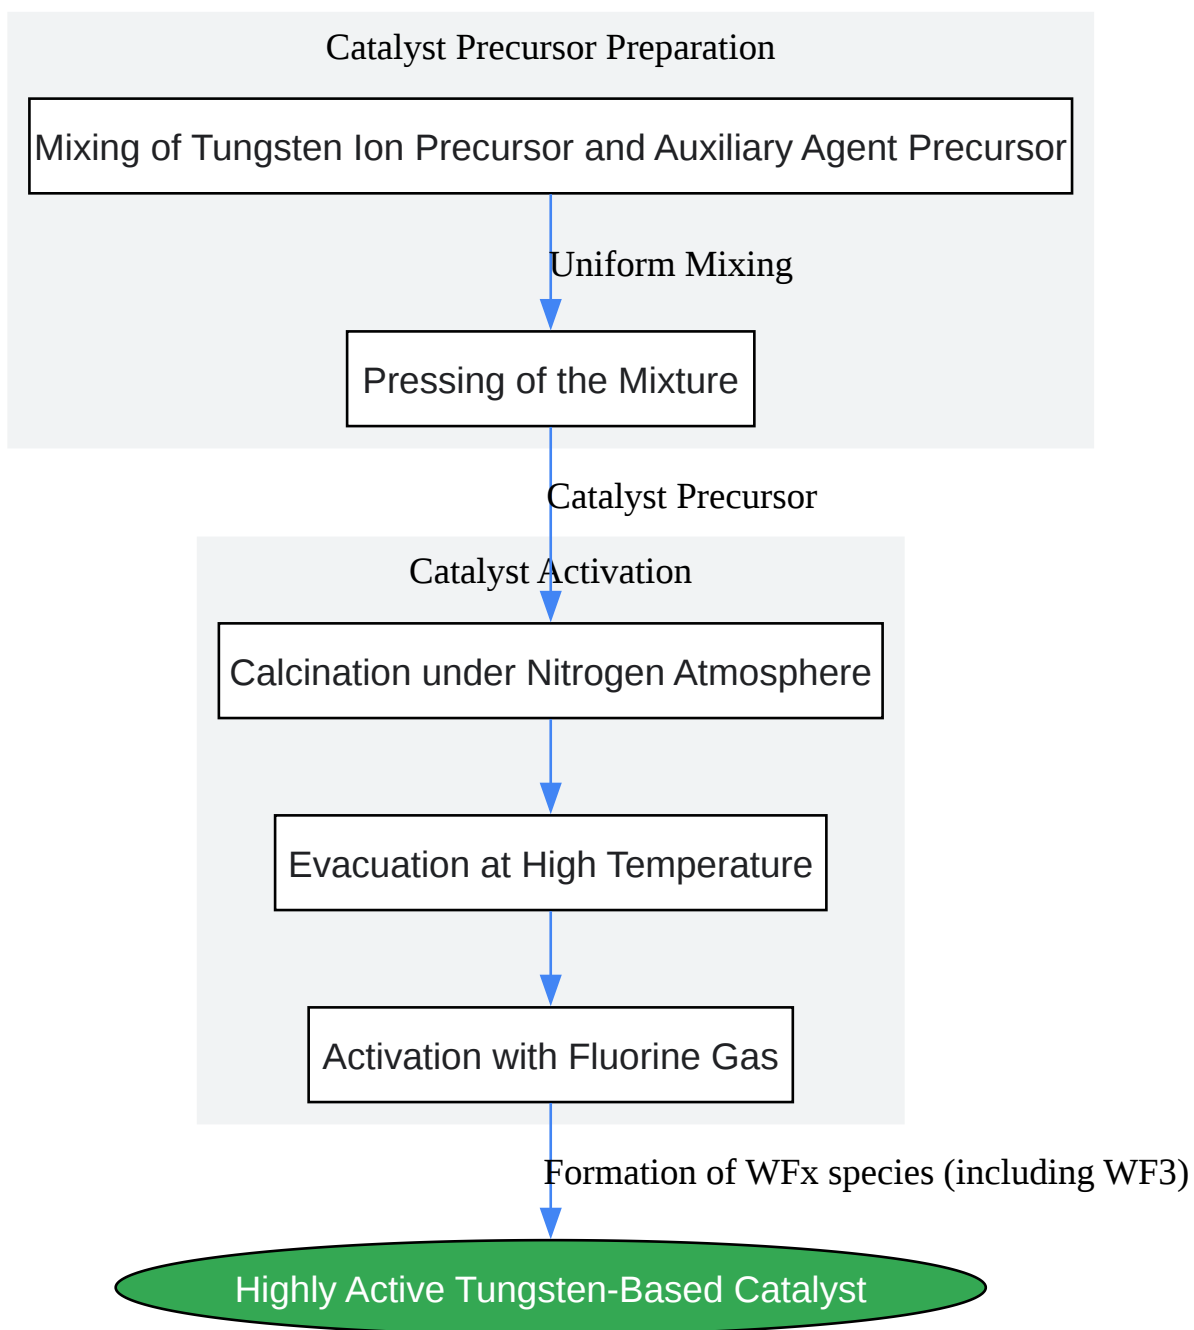 Catalyst Precursor Preparation
Mixing of Tungsten Ion Precursor and Auxiliary Agent Precursor
Uniform Mixing
Pressing of the Mixture
Catalyst Precursor
Catalyst Activation
Calcination under Nitrogen Atmosphere
Evacuation at High Temperature
Activation with Fluorine Gas
Formation of WFx species (including WF3)
Highly Active Tungsten-Based Catalyst